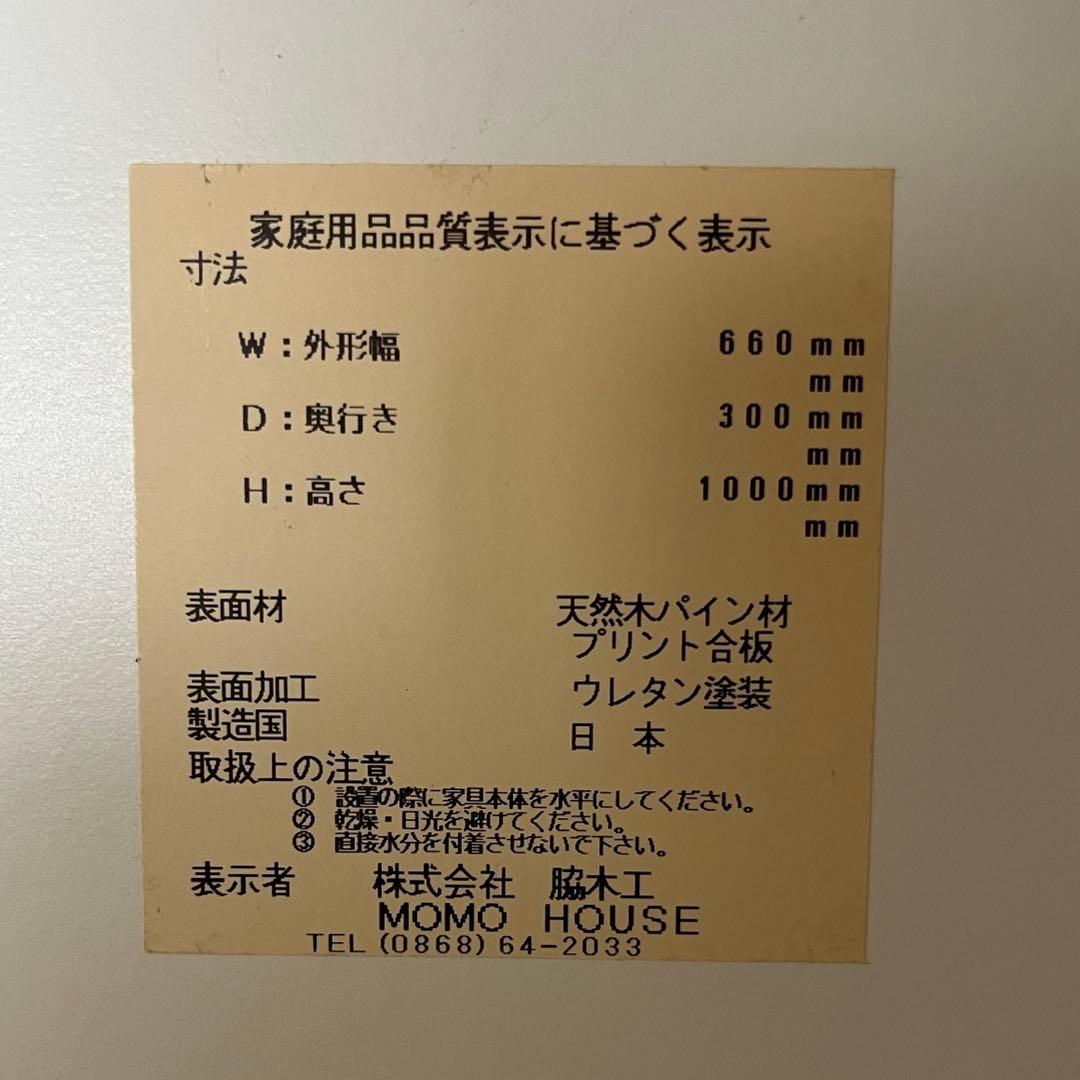 家庭用品品質表示に基づく表示
寸法
W：外形幅 660mm
mm
D：奥行き 300mm
mm
H：高さ 1000mm
mm
表面材 天然木パイン材
プリント合板
表面加工 ウレタン塗装
製造国 日 本
取扱上の注意
① 設置の際に家具本体を水平にしてください。
② 乾燥・日光を避けてください。
③ 直接水分を付着させないで下さい。
表示者 株式会社 脇木工
MOMO HOUSE
TEL(0868)64-2033